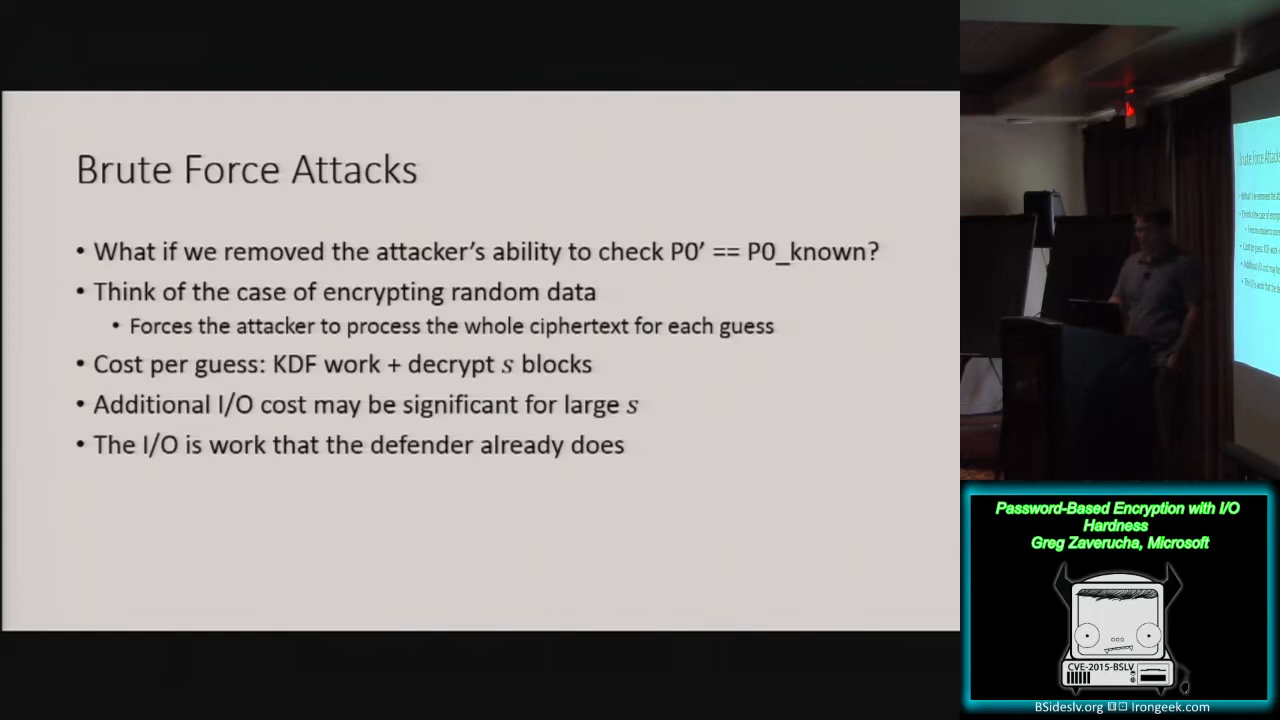 Brute Force Attacks
• What if we removed the attacker's ability to check P0′ == P0_known?
• Think of the case of encrypting random data
• Forces the attacker to process the whole ciphertext for each guess
• Cost per guess: KDF work + decrypt s blocks
• Additional I/O cost may be significant for large s
• The I/O is work that the defender already does
Brute Force Attacks
Password-Based Encryption with I/O
Hardness
Greg Zaverucha, Microsoft
CVE-2015-BSLV
BSideslv.org Irongeek.com